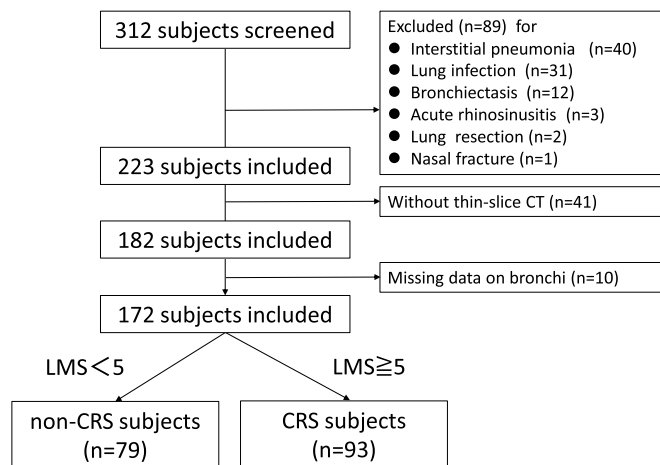 312 subjects screened
Excluded (n=89) for
● Interstitial pneumonia (n=40)
● Lung infection (n=31)
● Bronchiectasis (n=12)
● Acute rhinosinusitis (n=3)
● Lung resection (n=2)
● Nasal fracture (n=1)
223 subjects included
Without thin-slice CT (n=41)
182 subjects included
Missing data on bronchi (n=10)
172 subjects included
LMS＜5
LMS≧5
non-CRS subjects
(n=79)
CRS subjects
(n=93)